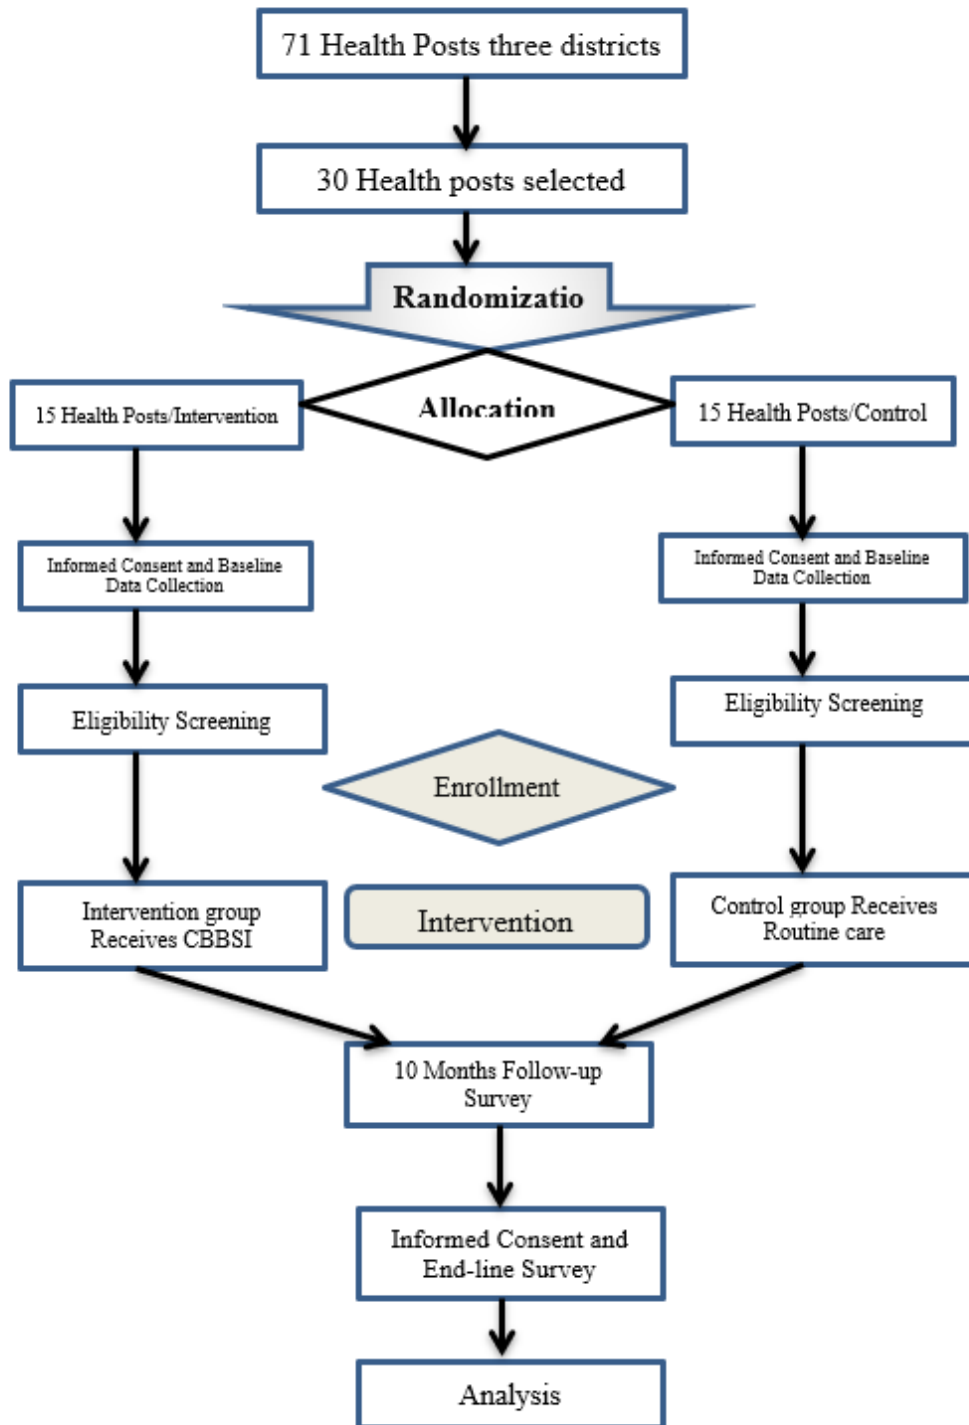 71 Health Posts three districts
30 Health posts selected
Randomizatio
Allocation
15 Health Posts/Intervention
15 Health Posts/Control
Informed Consent and Baseline
Data Collection
Informed Consent and Baseline
Data Collection
Eligibility Screening
Eligibility Screening
Enrollment
Intervention group
Receives CBBSI
Intervention
Control group Receives
Routine care
10 Months Follow-up
Survey
Informed Consent and
End-line Survey
Analysis